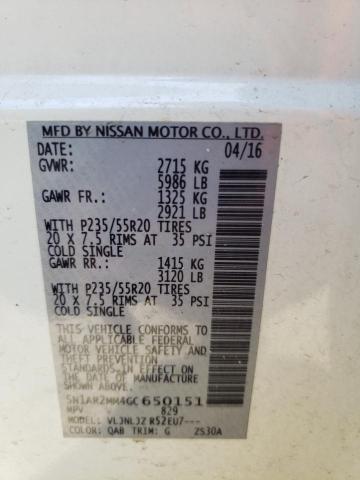 MFD BY NISSAN MOTOR CO., LTD.
DATE: 04/16
GVWR: 2715 KG
5986 LB
GAWR FR.: 1325 KG
2921 LB
WITH P235/55R20 TIRES
20 X 7.5 RIMS AT 35 PSI
COLD SINGLE
GAWR RR.: 1415 KG
3120 LB
WITH P235/55R20 TIRES
20 X 7.5 RIMS AT 35 PSI
COLD SINGLE
THIS VEHICLE CONFORMS TO
ALL APPLICABLE FEDERAL
MOTOR VEHICLE SAFETY
AND THEFT PREVENTION
STANDARDS IN EFFECT ON
THE DATE OF MANUFACTURE
SHOWN ABOVE.
5N1AR2MM4GC650151
MPV 829
MODEL: VLJNLJZ R52EU7---
COLOR: QAB TRIM: G ZS30A